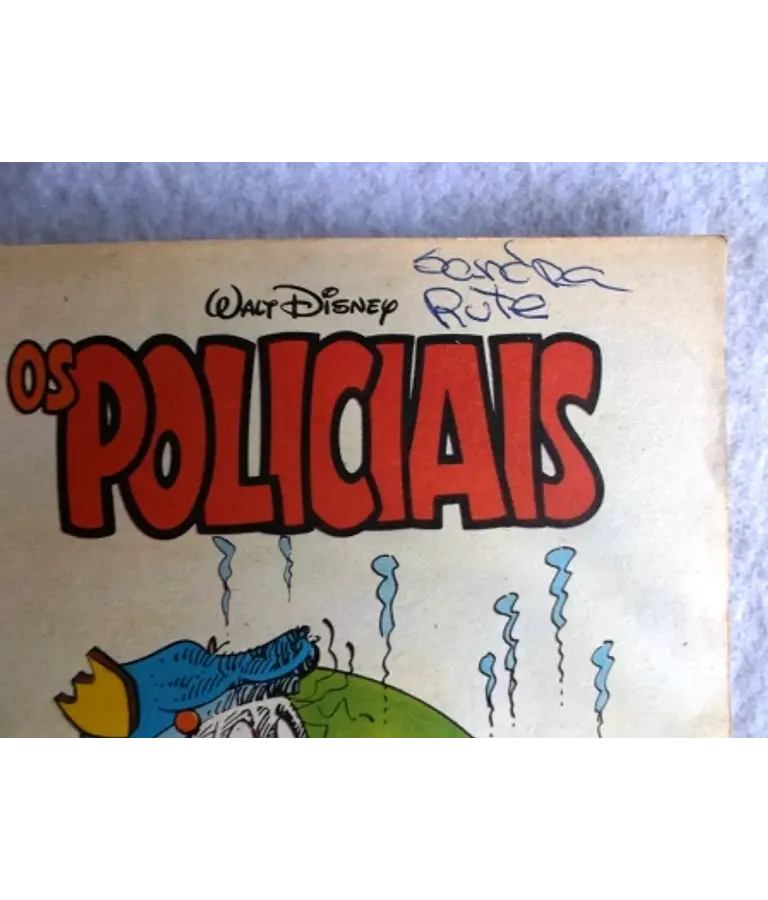 Sandra
Rute
WALT DISNEY
OS POLICIAIS